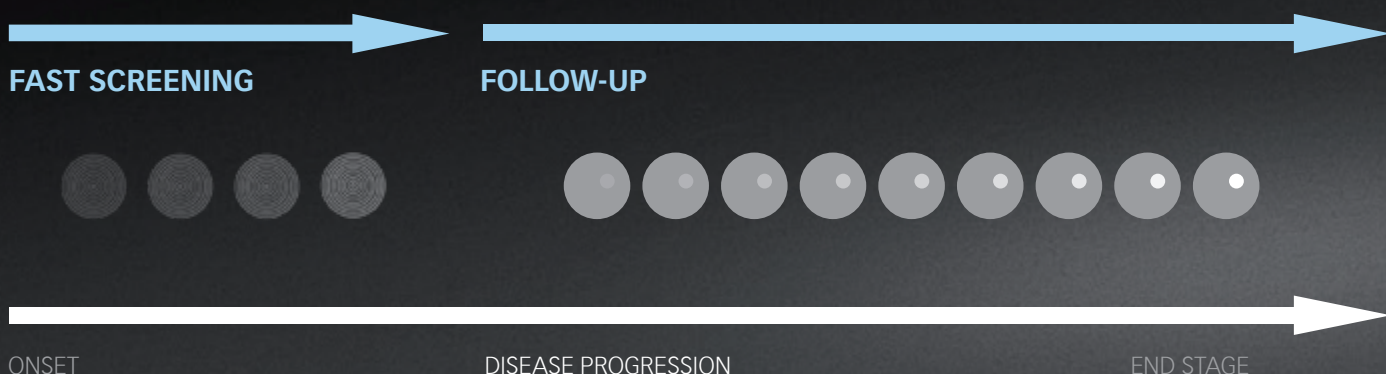 FAST SCREENING
FOLLOW-UP
ONSET
DISEASE PROGRESSION
END STAGE